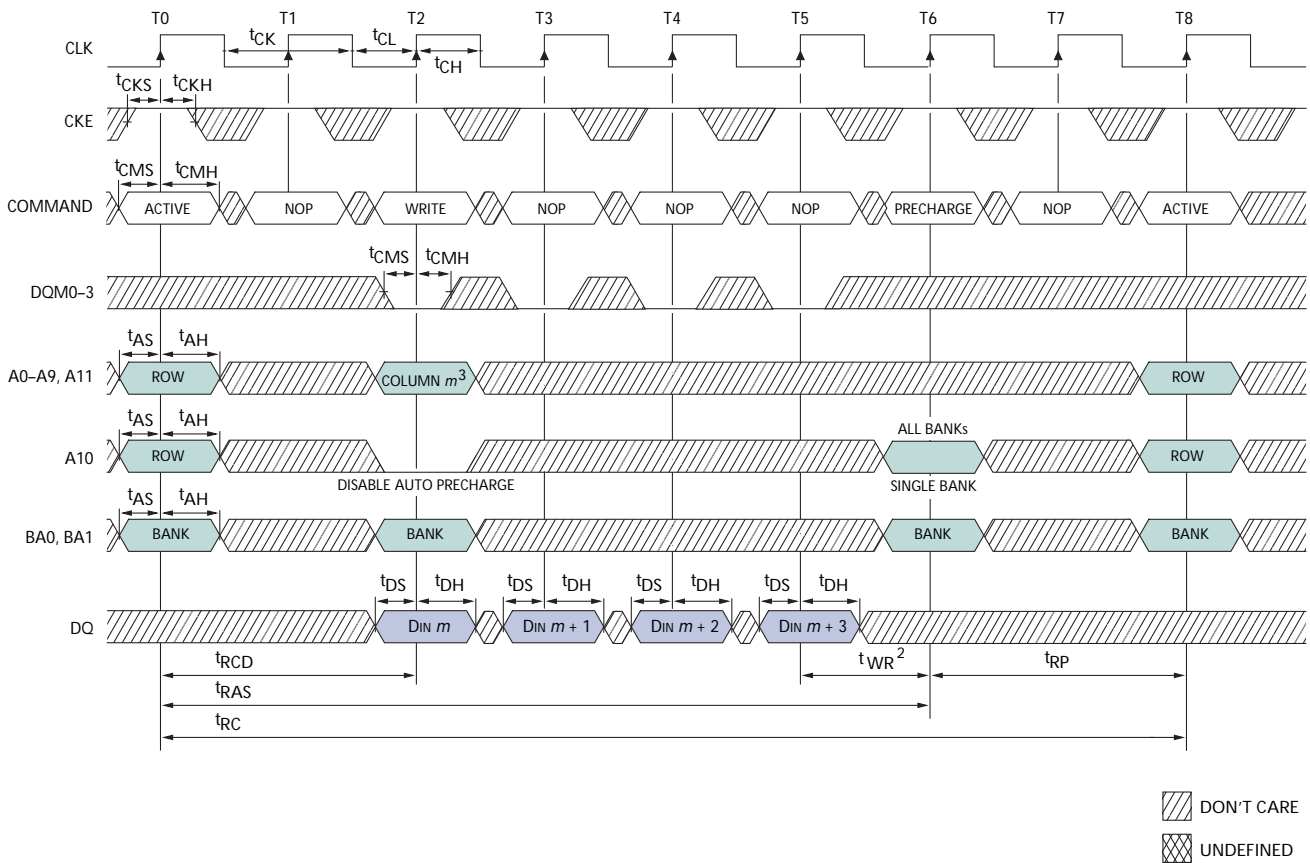 T0 T1 T2 T3 T4 T5 T6 T7 T8
CLK
tCK tCL
tCH
tCKS tCKH
CKE
tCMS tCMH
COMMAND ACTIVE NOP WRITE NOP NOP NOP PRECHARGE NOP ACTIVE
tCMS tCMH
DQM0–3
tAS tAH
A0–A9, A11 ROW COLUMN m³ ROW
tAS tAH ALL BANKs
A10 ROW ROW
DISABLE AUTO PRECHARGE SINGLE BANK
tAS tAH
BA0, BA1 BANK BANK BANK BANK
tDS tDH tDS tDH tDS tDH tDS tDH
DQ DIN m DIN m + 1 DIN m + 2 DIN m + 3
tRCD tWR² tRP
tRAS
tRC
DON'T CARE
UNDEFINED